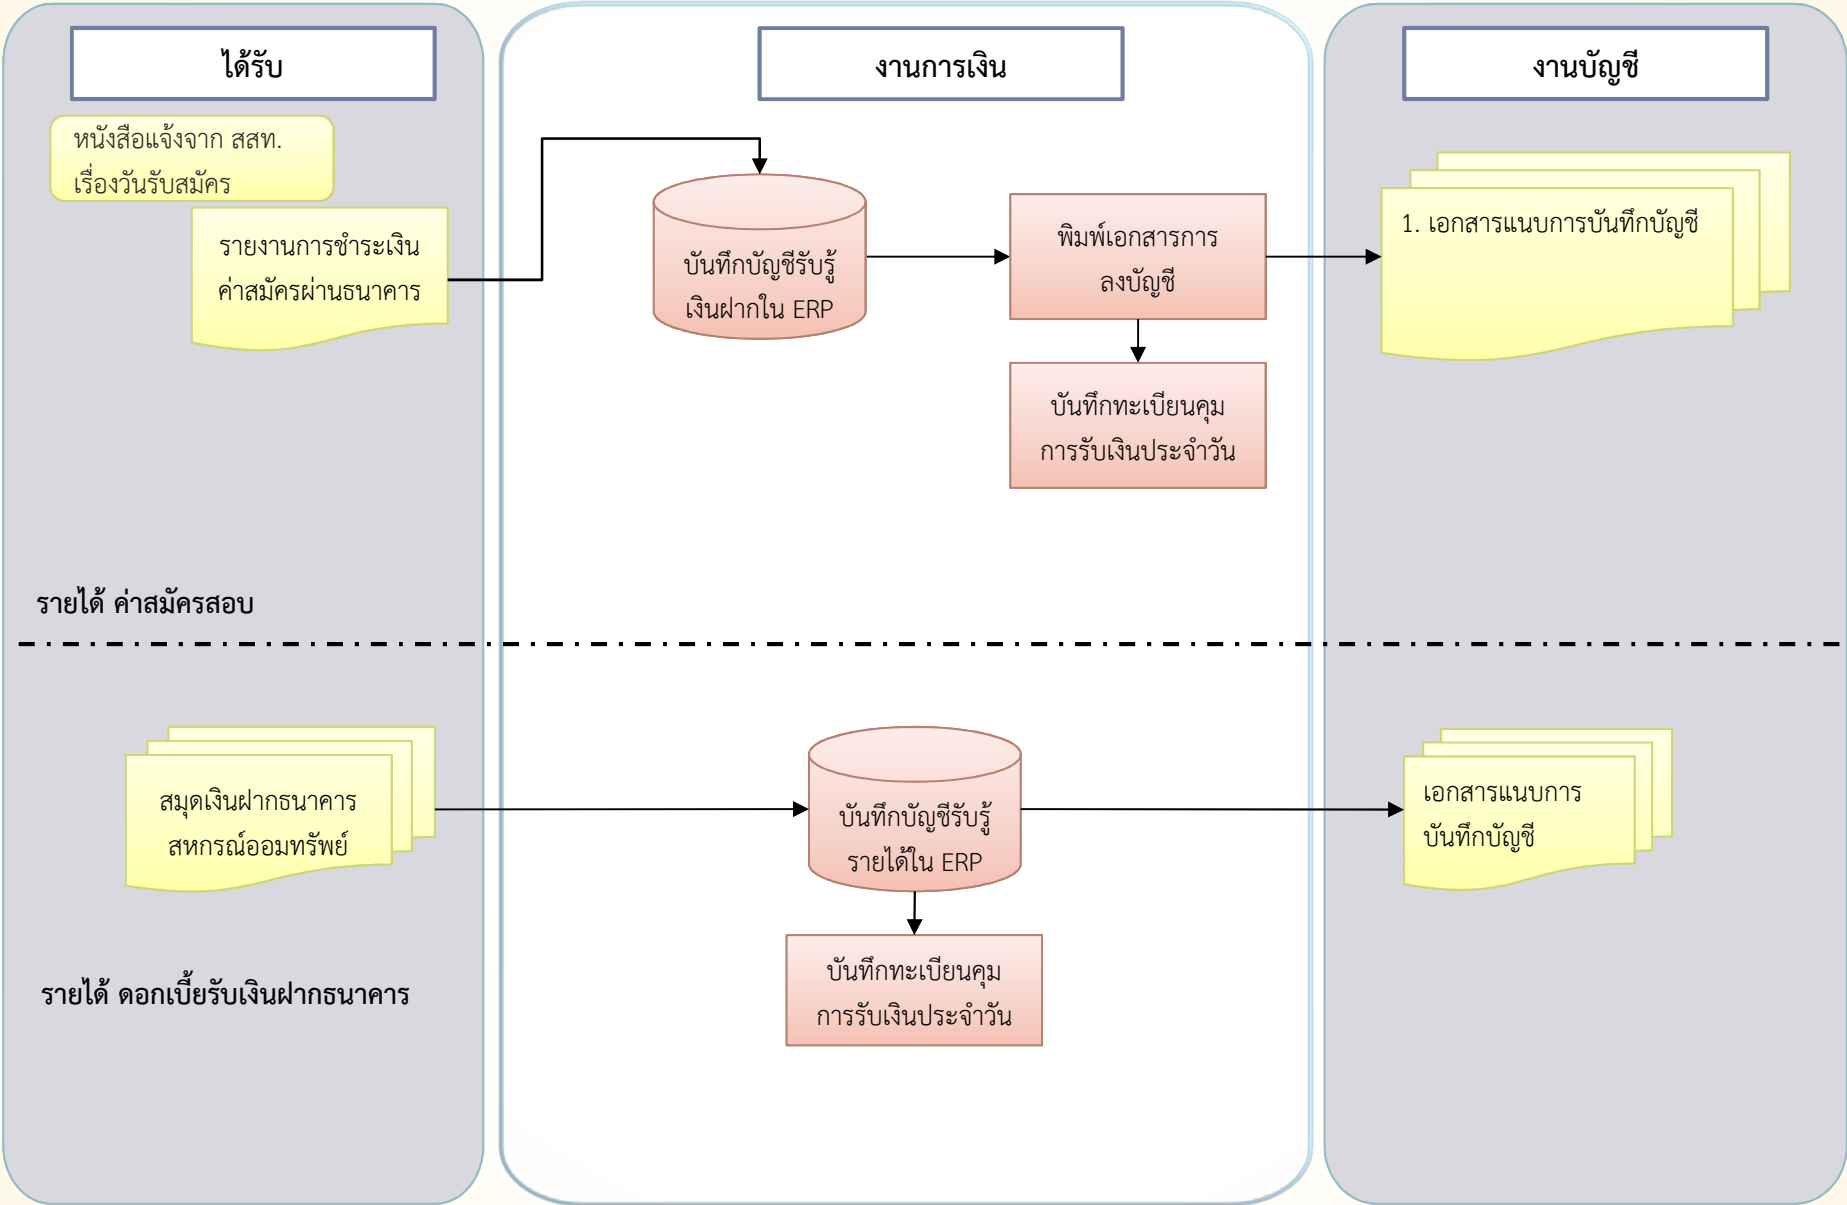 ได้รับ
งานการเงิน
งานบัญชี
หนังสือแจ้งจาก สสท.
เรื่องวันรับสมัคร
รายงานการชำระเงิน
ค่าสมัครผ่านธนาคาร
บันทึกบัญชีรับรู้
เงินฝากใน ERP
พิมพ์เอกสารการ
ลงบัญชี
1. เอกสารแนบการบันทึกบัญชี
บันทึกทะเบียนคุม
การรับเงินประจำวัน
รายได้ ค่าสมัครสอบ
สมุดเงินฝากธนาคาร
สหกรณ์ออมทรัพย์
บันทึกบัญชีรับรู้
รายได้ใน ERP
เอกสารแนบการ
บันทึกบัญชี
บันทึกทะเบียนคุม
การรับเงินประจำวัน
รายได้ ดอกเบี้ยรับเงินฝากธนาคาร